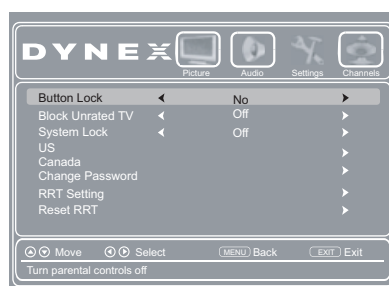 DYNEX
Picture Audio Settings Channels
Button Lock No
Block Unrated TV Off
System Lock Off
US
Canada
Change Password
RRT Setting
Reset RRT
Move Select MENU Back EXIT Exit
Turn parental controls off